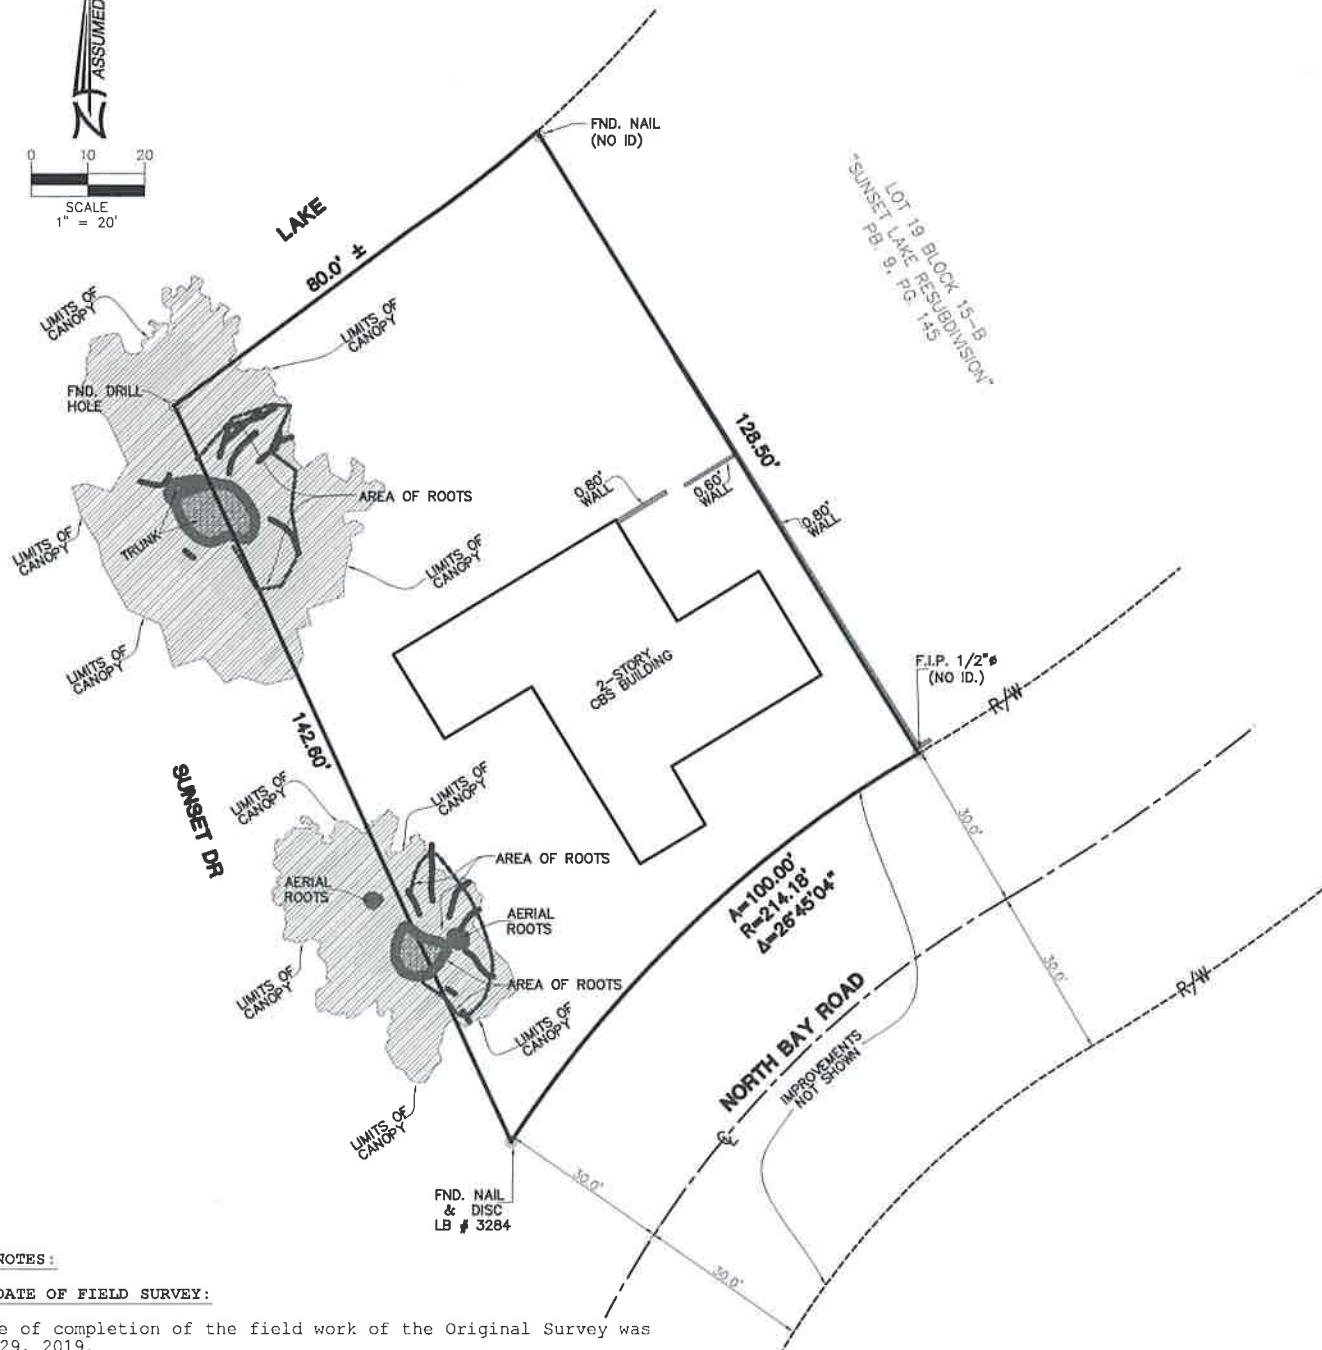 ASSUMED
N
0 10 20
SCALE
1" = 20'
FND. NAIL
(NO ID)
LOT 19 BLOCK 15-B
"SUNSET LAKE RESUBDIVISION"
PB. 9, PG. 145
LAKE
80.0' ±
LIMITS OF
CANOPY
LIMITS OF
CANOPY
FND. DRILL
HOLE
128.50'
AREA OF ROOTS
0.80'
WALL
0.60'
WALL
0.80'
WALL
TRUNK
LIMITS OF
CANOPY
LIMITS OF
CANOPY
LIMITS OF
CANOPY
2-STORY
CBS BUILDING
F.I.P. 1/2"ø
(NO ID.)
R/W
142.60'
SUNSET DR
LIMITS OF
CANOPY
LIMITS OF
CANOPY
30.0'
AREA OF ROOTS
AERIAL
ROOTS
AERIAL
ROOTS
A=100.00'
R=214.18'
Δ=26°45'04"
30.0'
R/W
LIMITS OF
CANOPY
AREA OF ROOTS
LIMITS OF
CANOPY
NORTH BAY ROAD
IMPROVEMENTS
NOT SHOWN
LIMITS OF
CANOPY
30.0'
FND. NAIL
& DISC
LB # 3284
30.0'
NOTES:
DATE OF FIELD SURVEY:
e of completion of the field work of the Original Survey was
29, 2019.